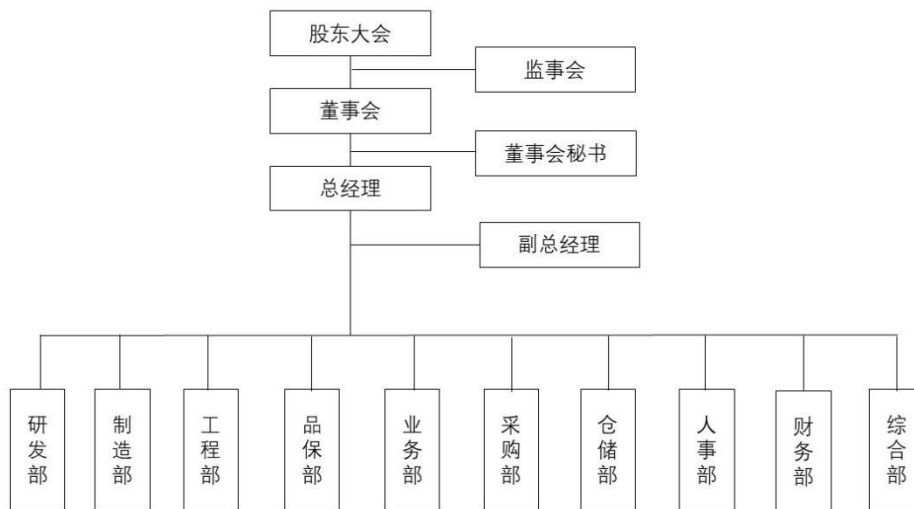 股东大会
监事会
董事会
董事会秘书
总经理
副总经理
研发部
制造部
工程部
品保部
业务部
采购部
仓储部
人事部
财务部
综合部